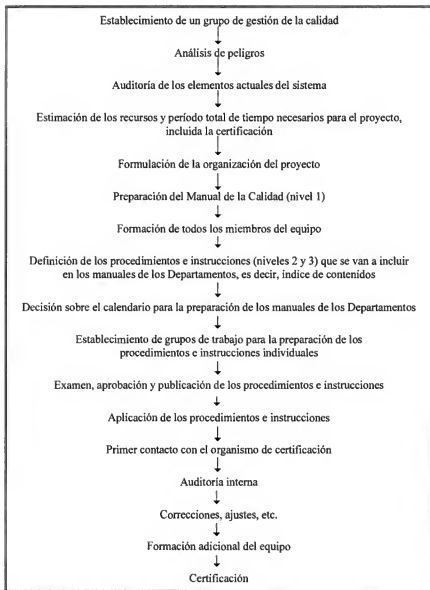 Establecimiento de un grupo de gestión de la calidad
↓
Análisis de peligros
↓
Auditoría de los elementos actuales del sistema
↓
Estimación de los recursos y período total de tiempo necesarios para el proyecto,
incluida la certificación
↓
Formulación de la organización del proyecto
↓
Preparación del Manual de la Calidad (nivel 1)
↓
Formación de todos los miembros del equipo
↓
Definición de los procedimientos e instrucciones (niveles 2 y 3) que se van a incluir
en los manuales de los Departamentos, es decir, índice de contenidos
↓
Decisión sobre el calendario para la preparación de los manuales de los Departamentos
↓
Establecimiento de grupos de trabajo para la preparación de los
procedimientos e instrucciones individuales
↓
Examen, aprobación y publicación de los procedimientos e instrucciones
↓
Aplicación de los procedimientos e instrucciones
↓
Primer contacto con el organismo de certificación
↓
Auditoría interna
↓
Correcciones, ajustes, etc.
↓
Formación adicional del equipo
↓
Certificación